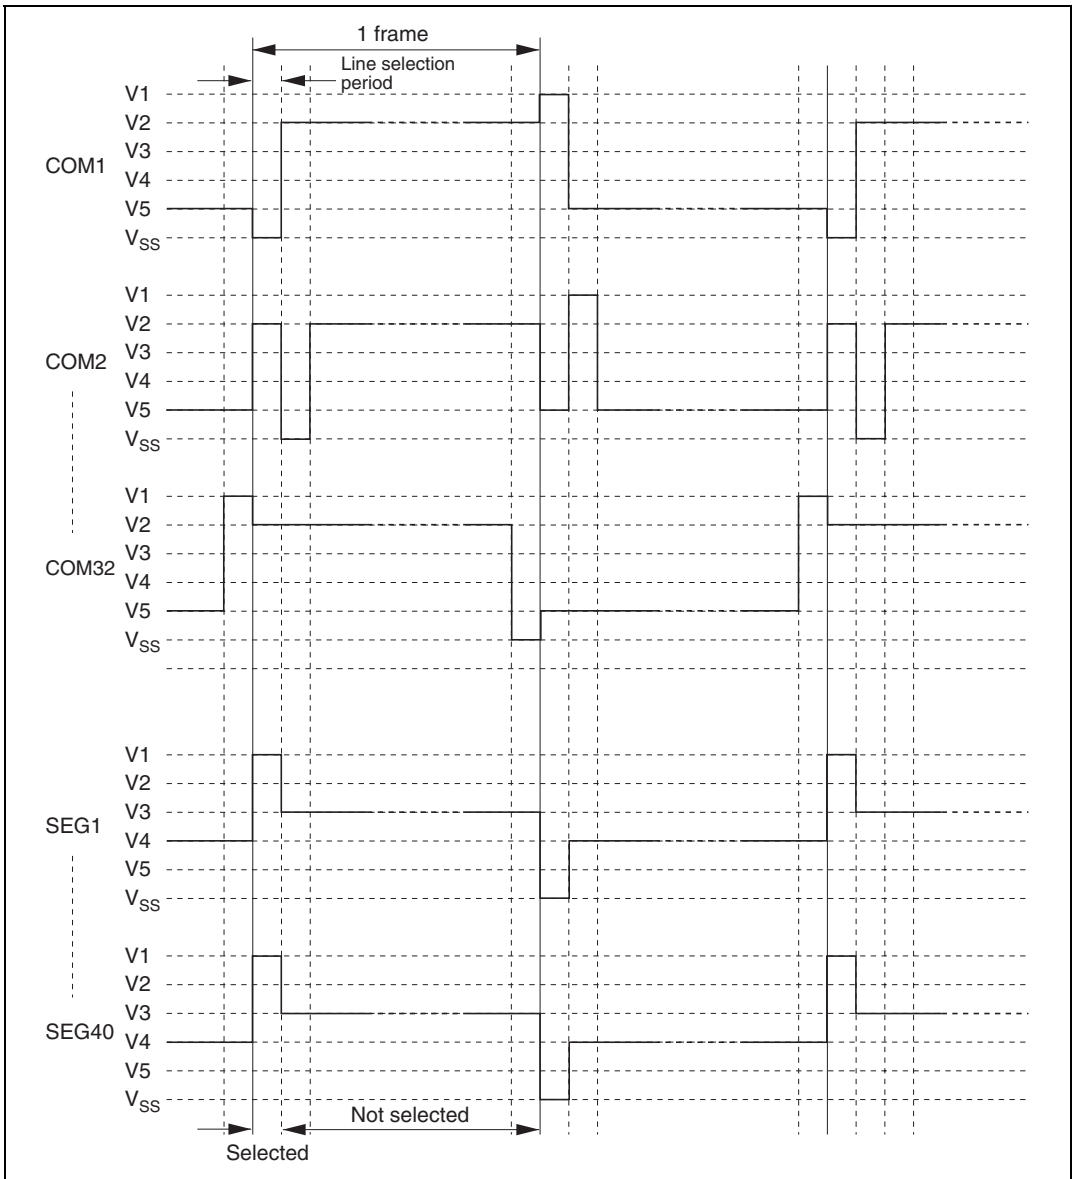 1 frame
Line selection
period
COM1
V1
V2
V3
V4
V5
VSS
COM2
V1
V2
V3
V4
V5
VSS
COM32
V1
V2
V3
V4
V5
VSS
SEG1
V1
V2
V3
V4
V5
VSS
SEG40
V1
V2
V3
V4
V5
VSS
Not selected
Selected